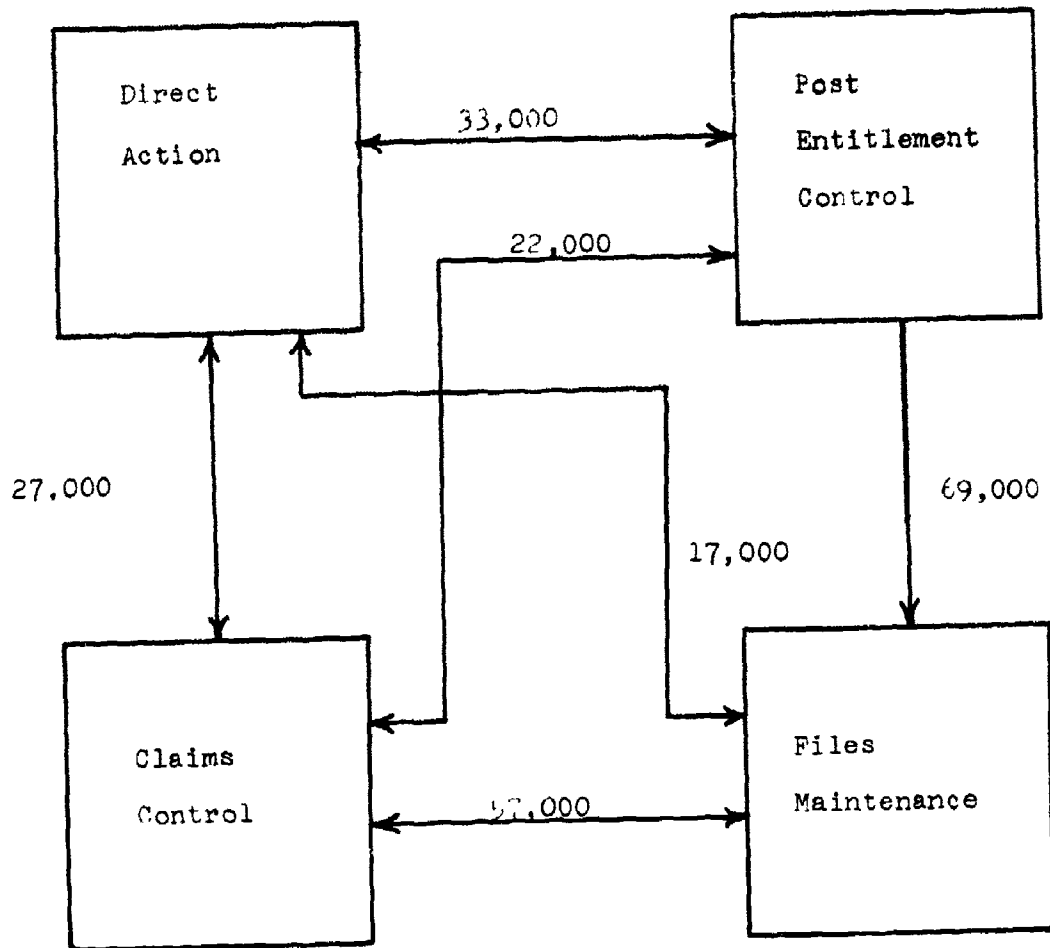 Direct
Action
Post
Entitlement
Control
33,000
22,000
27,000
69,000
17,000
Claims
Control
Files
Maintenance